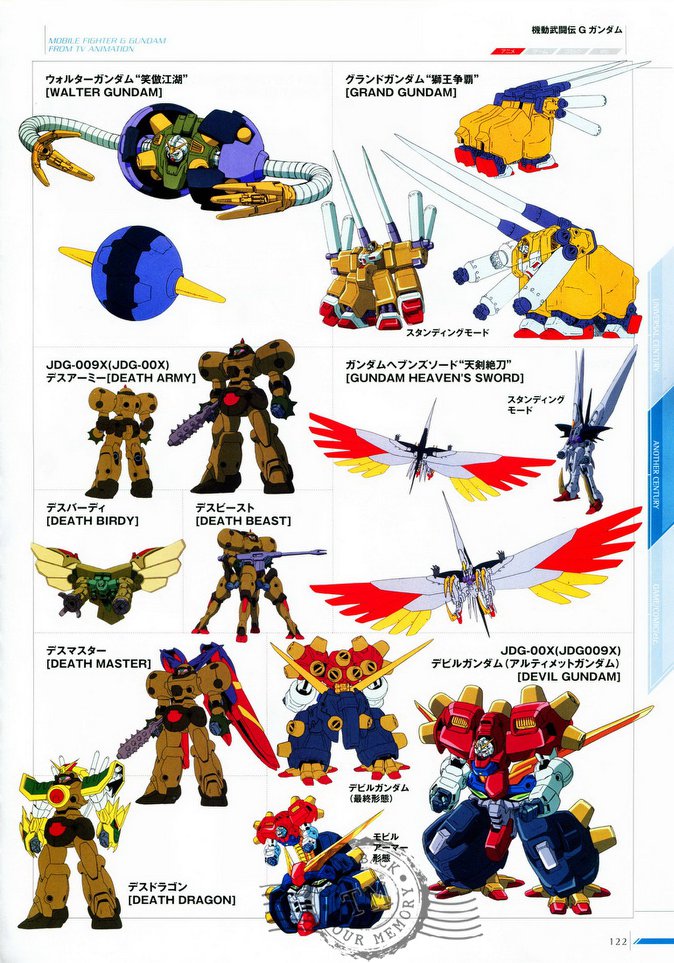 MOBILE FIGHTER G GUNDAM
FROM TV ANIMATION
機動武闘伝Gガンダム
アニメ
ウォルターガンダム“笑傲江湖”
[WALTER GUNDAM]
グランドガンダム“獅王争覇”
[GRAND GUNDAM]
スタンディングモード
JDG-009X(JDG-00X)
デスアーミー[DEATH ARMY]
ガンダムヘブンズソード“天剣絶刀”
[GUNDAM HEAVEN'S SWORD]
スタンディング
モード
デスバーディ
[DEATH BIRDY]
デスビースト
[DEATH BEAST]
デスマスター
[DEATH MASTER]
JDG-00X(JDG009X)
デビルガンダム(アルティメットガンダム)
[DEVIL GUNDAM]
デビルガンダム
(最終形態)
モビル
アーマー
形態
デスドラゴン
[DEATH DRAGON]
UNIVERSAL CENTURY
ANOTHER CENTURY
BACK
TM
YOUR MEMORY
122